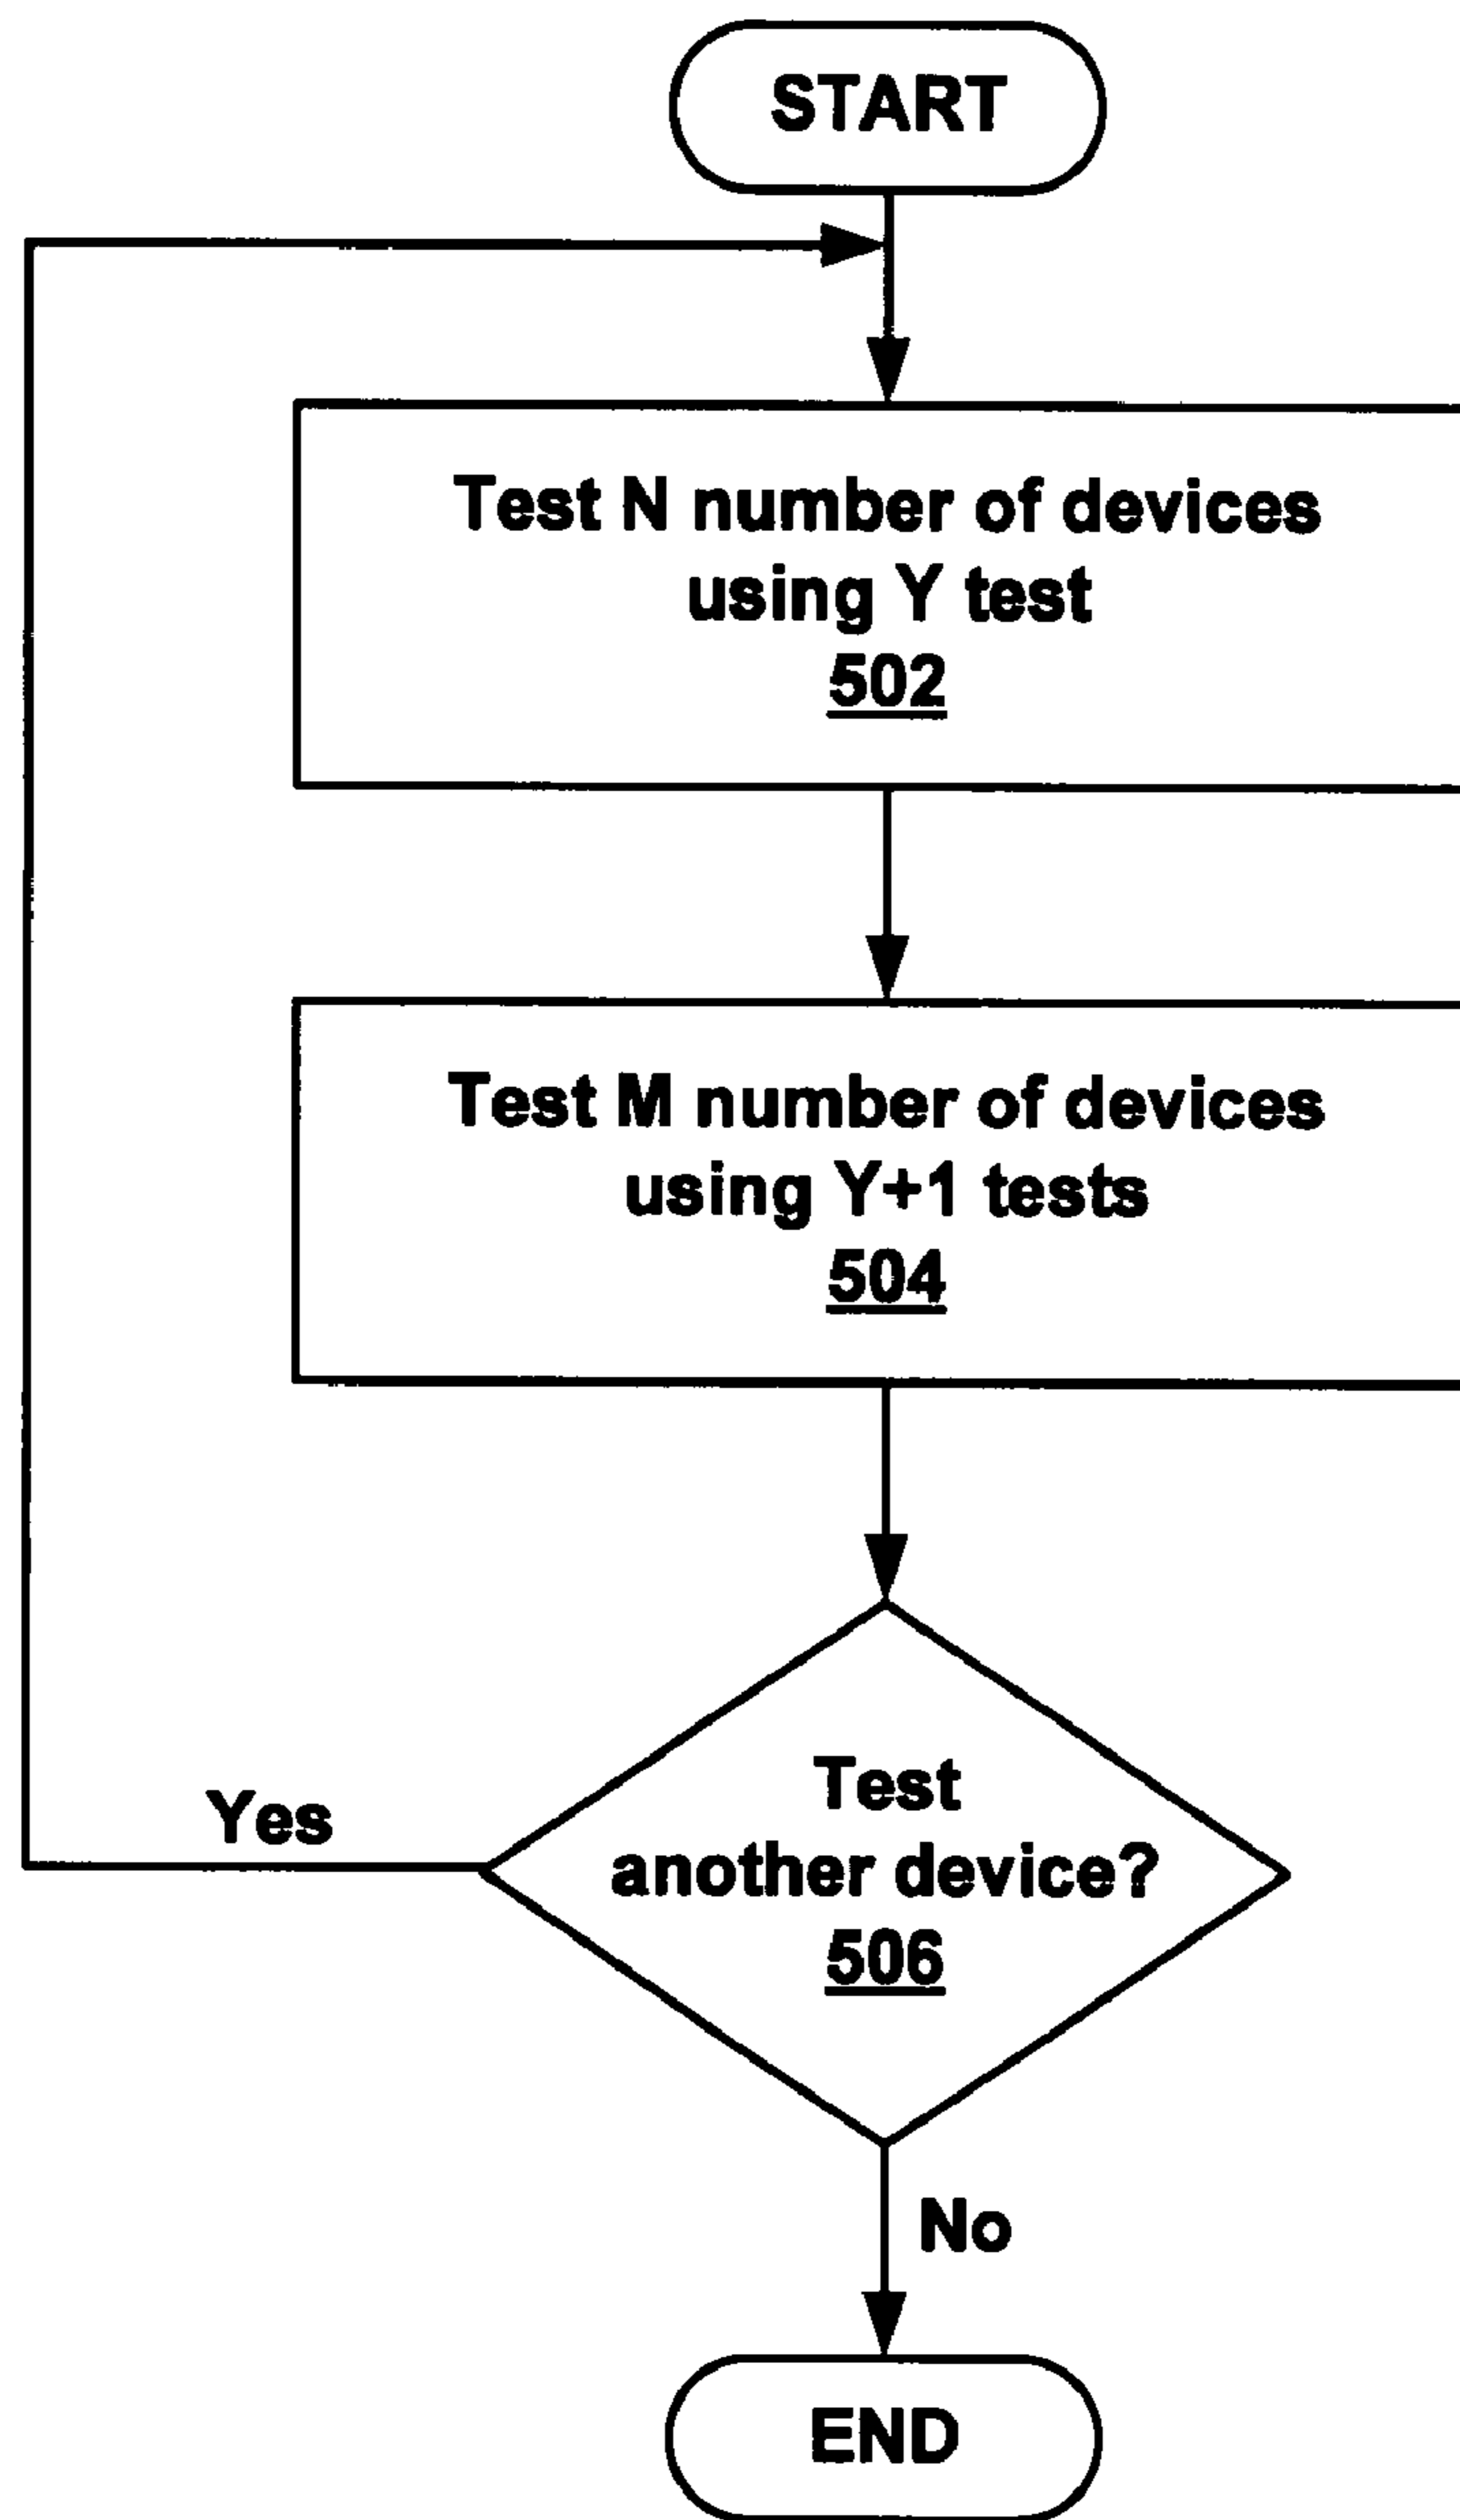 START
Test N number of devices
using Y test
502
Test M number of devices
using Y+1 tests
504
Test
another device?
506
Yes
No
END